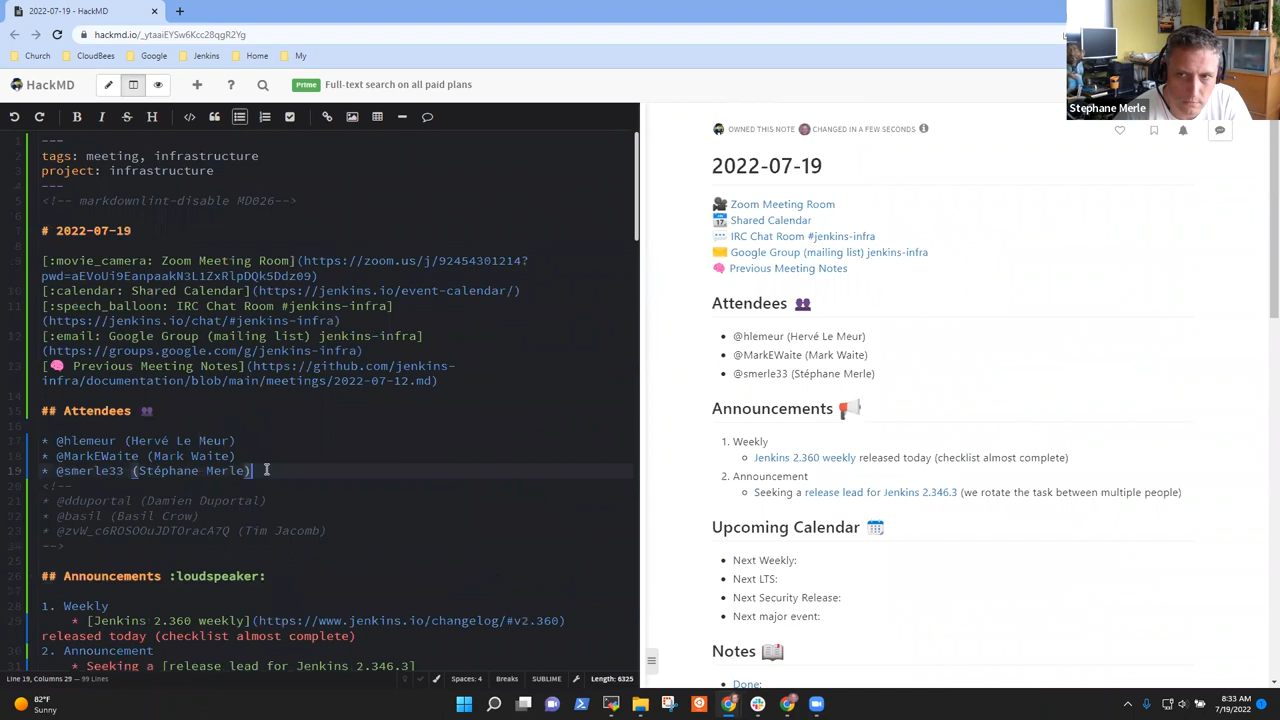 2022-07-19 - HackMD
hackmd.io/_ytaaiEYSw6Kcc28qgR2Yg
Church
CloudBees
Google
Jenkins
Home
My
HackMD
Prime
Full-text search on all paid plans
Stephane Merle
---
tags: meeting, infrastructure
project: infrastructure
---
<!-- markdownlint-disable MD026-->
# 2022-07-19
[:movie_camera: Zoom Meeting Room](https://zoom.us/j/92454301214?
pwd=aEVoUi9EanpaakN3L1ZxRlpDQk5Ddz09)
[:calendar: Shared Calendar](https://jenkins.io/event-calendar/)
[:speech_balloon: IRC Chat Room #jenkins-infra]
(https://jenkins.io/chat/#jenkins-infra)
[:email: Google Group (mailing list) jenkins-infra]
(https://groups.google.com/g/jenkins-infra)
[🧠 Previous Meeting Notes](https://github.com/jenkins-
infra/documentation/blob/main/meetings/2022-07-12.md)
## Attendees 👥
* @hlemeur (Hervé Le Meur)
* @MarkEWaite (Mark Waite)
* @smerle33 (Stéphane Merle)
<!--
* @dduportal (Damien Duportal)
* @basil (Basil Crow)
* @zvW_c6ROSOOuJDTOracA7Q (Tim Jacomb)
-->
## Announcements :loudspeaker:
1. Weekly
* [Jenkins 2.360 weekly](https://www.jenkins.io/changelog/#v2.360)
released today (checklist almost complete)
2. Announcement
* Seeking a [release lead for Jenkins 2.346.3]
Line 19, Columns 29 — 99 Lines
Spaces: 4
Breaks
SUBLIME
Length: 6325
OWNED THIS NOTE
CHANGED IN A FEW SECONDS
2022-07-19
🎥 Zoom Meeting Room
📆 Shared Calendar
💬 IRC Chat Room #jenkins-infra
✉️ Google Group (mailing list) jenkins-infra
🧠 Previous Meeting Notes
Attendees 👥
• @hlemeur (Hervé Le Meur)
• @MarkEWaite (Mark Waite)
• @smerle33 (Stéphane Merle)
Announcements 📢
1. Weekly
◦ Jenkins 2.360 weekly released today (checklist almost complete)
2. Announcement
◦ Seeking a release lead for Jenkins 2.346.3 (we rotate the task between multiple people)
Upcoming Calendar 📅
• Next Weekly:
• Next LTS:
• Next Security Release:
• Next major event:
Notes 📖
• Done:
82°F
Sunny
8:33 AM
7/19/2022